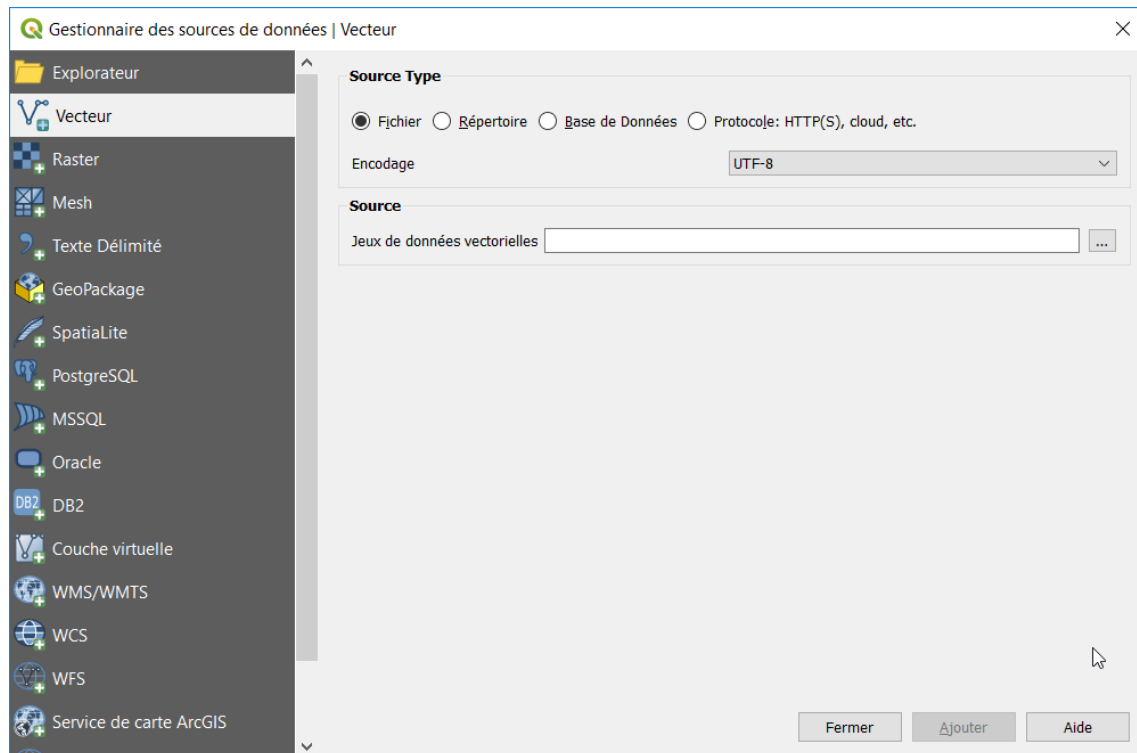 Gestionnaire des sources de données | Vecteur
Explorateur
Vecteur
Raster
Mesh
Texte Délimité
GeoPackage
SpatiaLite
PostgreSQL
MSSQL
Oracle
DB2 DB2
Couche virtuelle
WMS/WMTS
WCS
WFS
Service de carte ArcGIS
Source Type
Fichier Répertoire Base de Données Protocole: HTTP(S), cloud, etc.
Encodage UTF-8
Source
Jeux de données vectorielles ...
Fermer Ajouter Aide